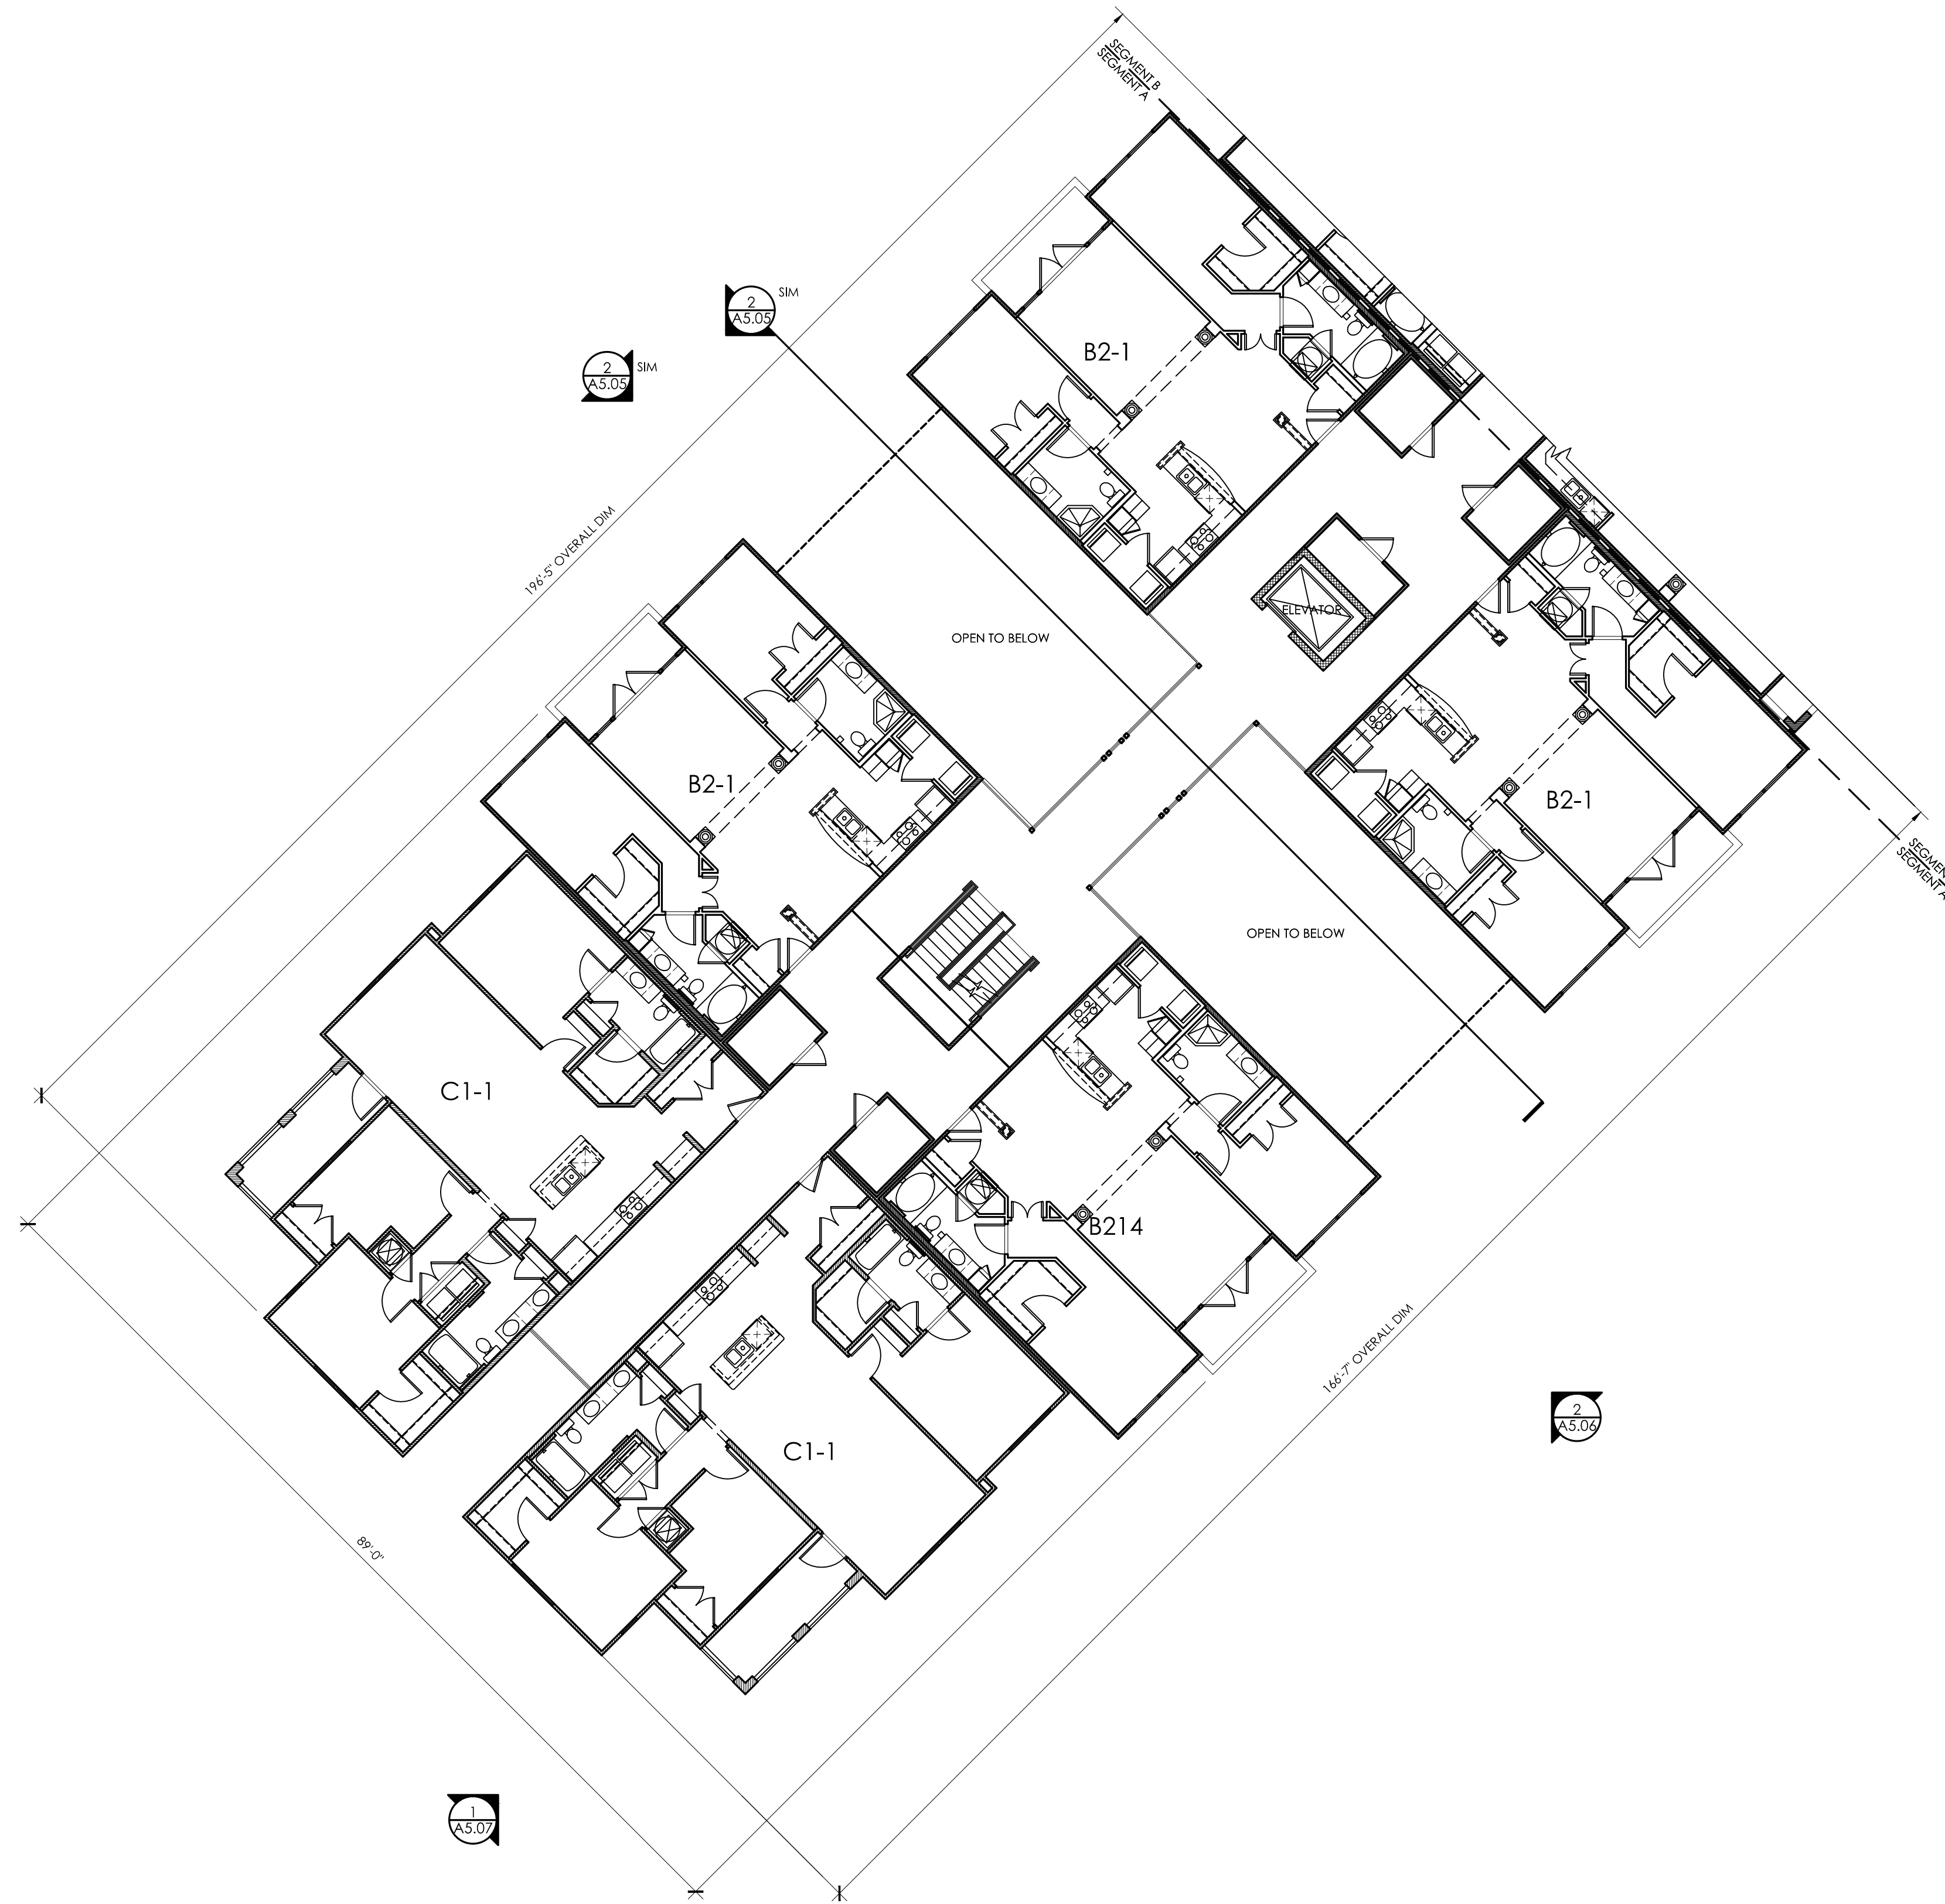 SEGMENT B
SEGMENT A
2
A5.05
SIM
2
A5.05
SIM
B2-1
196'-5" OVERALL DIM
ELEVATOR
OPEN TO BELOW
B2-1
B2-1
SEGMEN
SEGMENT A
OPEN TO BELOW
C1-1
B214
166'-7" OVERALL DIM
2
A5.06
C1-1
89'-0"
1
A5.07